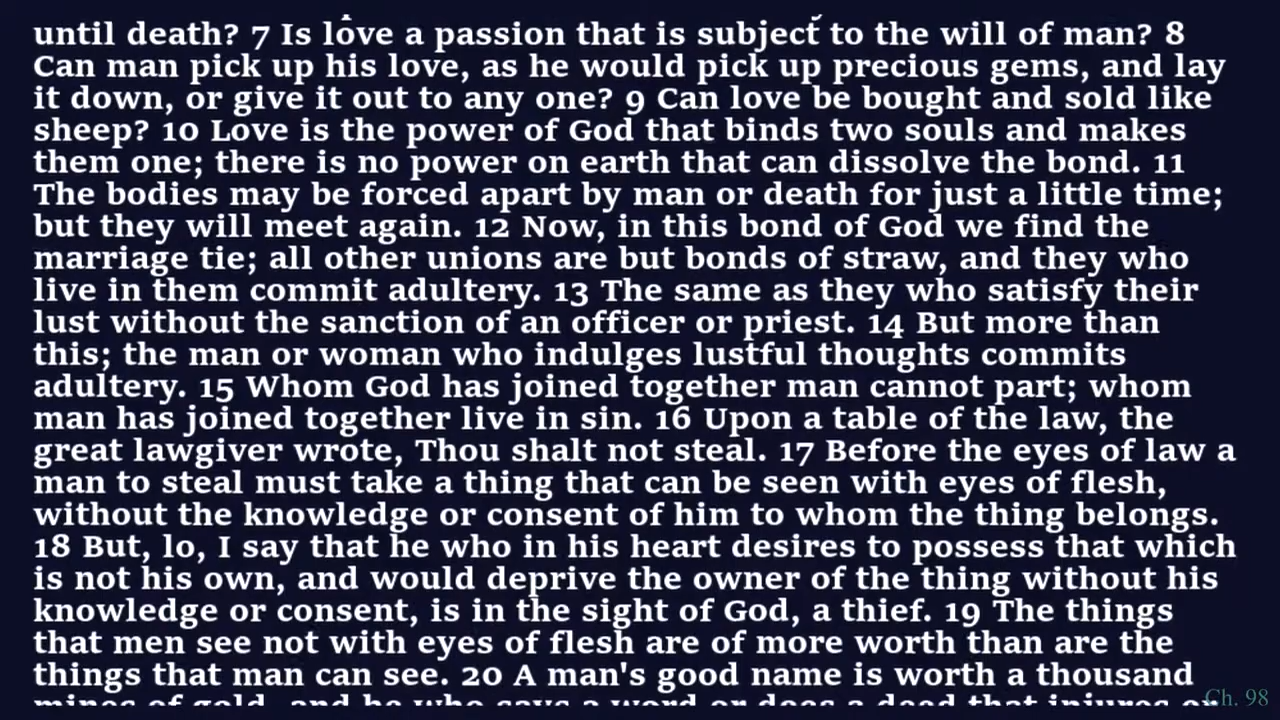 until death? 7 Is love a passion that is subject to the will of man? 8
Can man pick up his love, as he would pick up precious gems, and lay
it down, or give it out to any one? 9 Can love be bought and sold like
sheep? 10 Love is the power of God that binds two souls and makes
them one; there is no power on earth that can dissolve the bond. 11
The bodies may be forced apart by man or death for just a little time;
but they will meet again. 12 Now, in this bond of God we find the
marriage tie; all other unions are but bonds of straw, and they who
live in them commit adultery. 13 The same as they who satisfy their
lust without the sanction of an officer or priest. 14 But more than
this; the man or woman who indulges lustful thoughts commits
adultery. 15 Whom God has joined together man cannot part; whom
man has joined together live in sin. 16 Upon a table of the law, the
great lawgiver wrote, Thou shalt not steal. 17 Before the eyes of law a
man to steal must take a thing that can be seen with eyes of flesh,
without the knowledge or consent of him to whom the thing belongs.
18 But, lo, I say that he who in his heart desires to possess that which
is not his own, and would deprive the owner of the thing without his
knowledge or consent, is in the sight of God, a thief. 19 The things
that men see not with eyes of flesh are of more worth than are the
things that man can see. 20 A man's good name is worth a thousand
mines of gold, and he who says a word or does a deed that injures or
Ch. 98